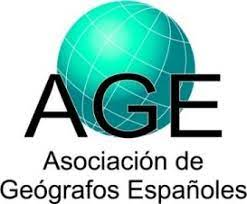 AGE
Asociación de
Geógrafos Españoles